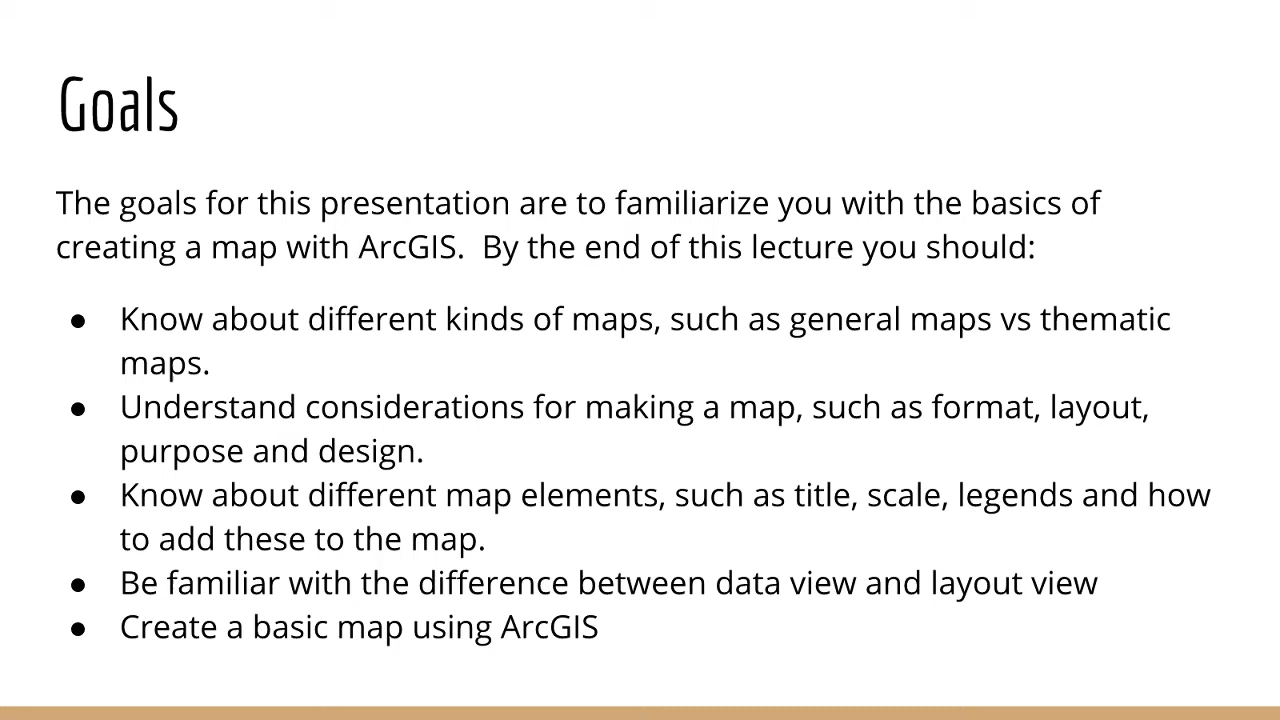 Goals
The goals for this presentation are to familiarize you with the basics of
creating a map with ArcGIS.  By the end of this lecture you should:
● Know about different kinds of maps, such as general maps vs thematic
maps.
● Understand considerations for making a map, such as format, layout,
purpose and design.
● Know about different map elements, such as title, scale, legends and how
to add these to the map.
● Be familiar with the difference between data view and layout view
● Create a basic map using ArcGIS